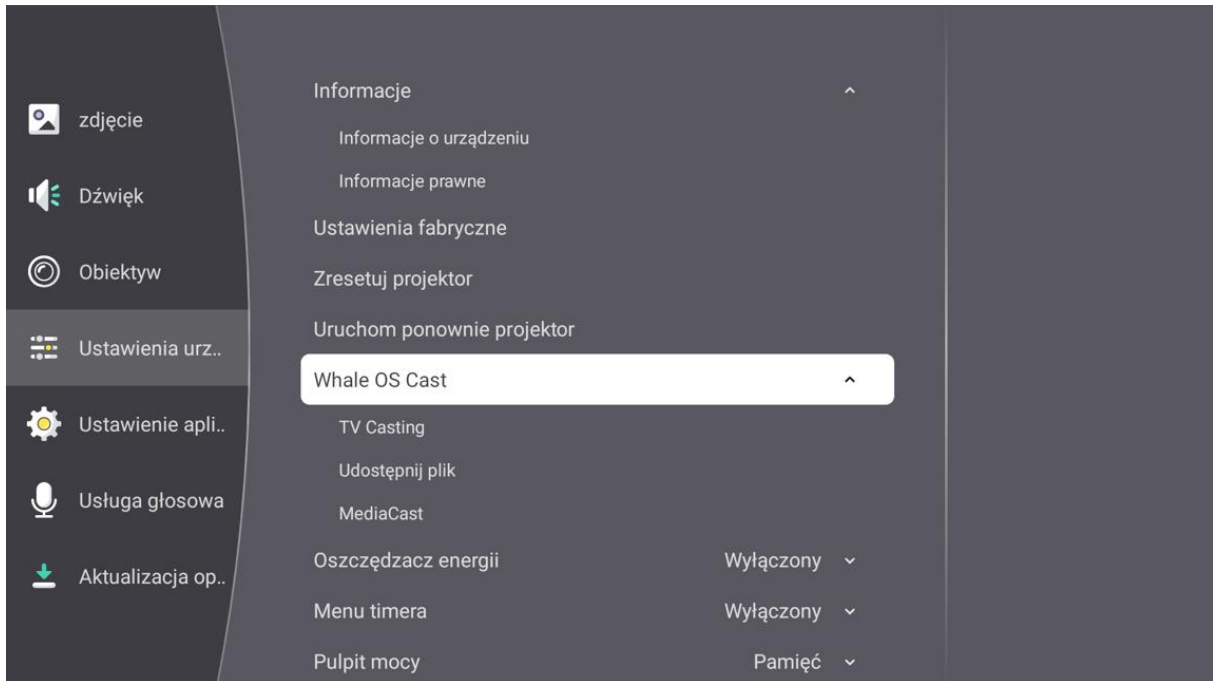 zdjęcie
Dźwięk
Obiektyw
Ustawienia urz..
Ustawienie apli..
Usługa głosowa
Aktualizacja op..
Informacje
Informacje o urządzeniu
Informacje prawne
Ustawienia fabryczne
Zresetuj projektor
Uruchom ponownie projektor
Whale OS Cast
TV Casting
Udostępnij plik
MediaCast
Oszczędzacz energii Wyłączony
Menu timera Wyłączony
Pulpit mocy Pamięć